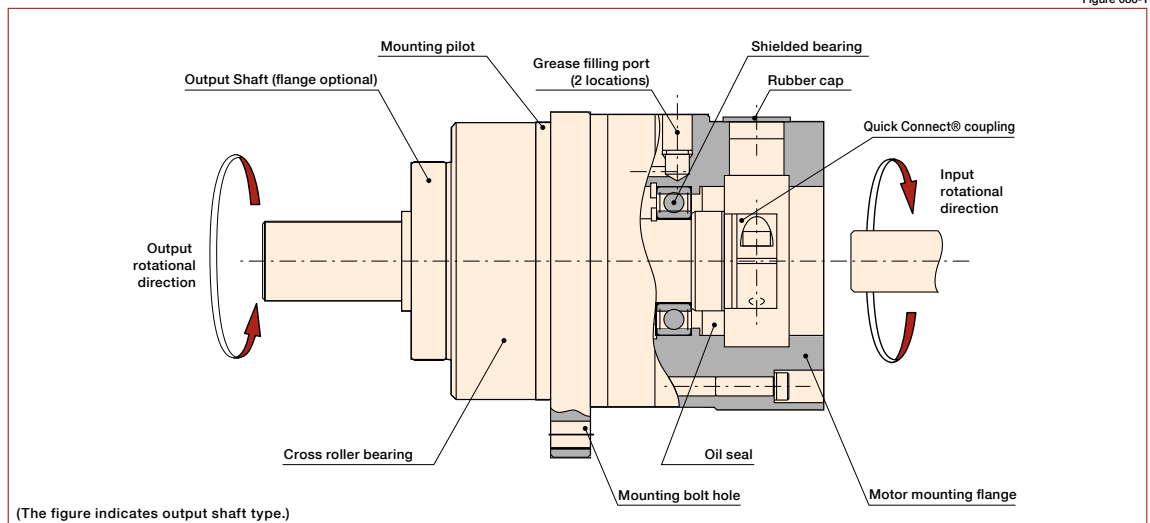 Mounting pilot
Shielded bearing
Grease filling port
(2 locations)
Output Shaft (flange optional)
Rubber cap
Quick Connect® coupling
Input
rotational
direction
Output
rotational
direction
Cross roller bearing
Oil seal
Mounting bolt hole
Motor mounting flange
(The figure indicates output shaft type.)